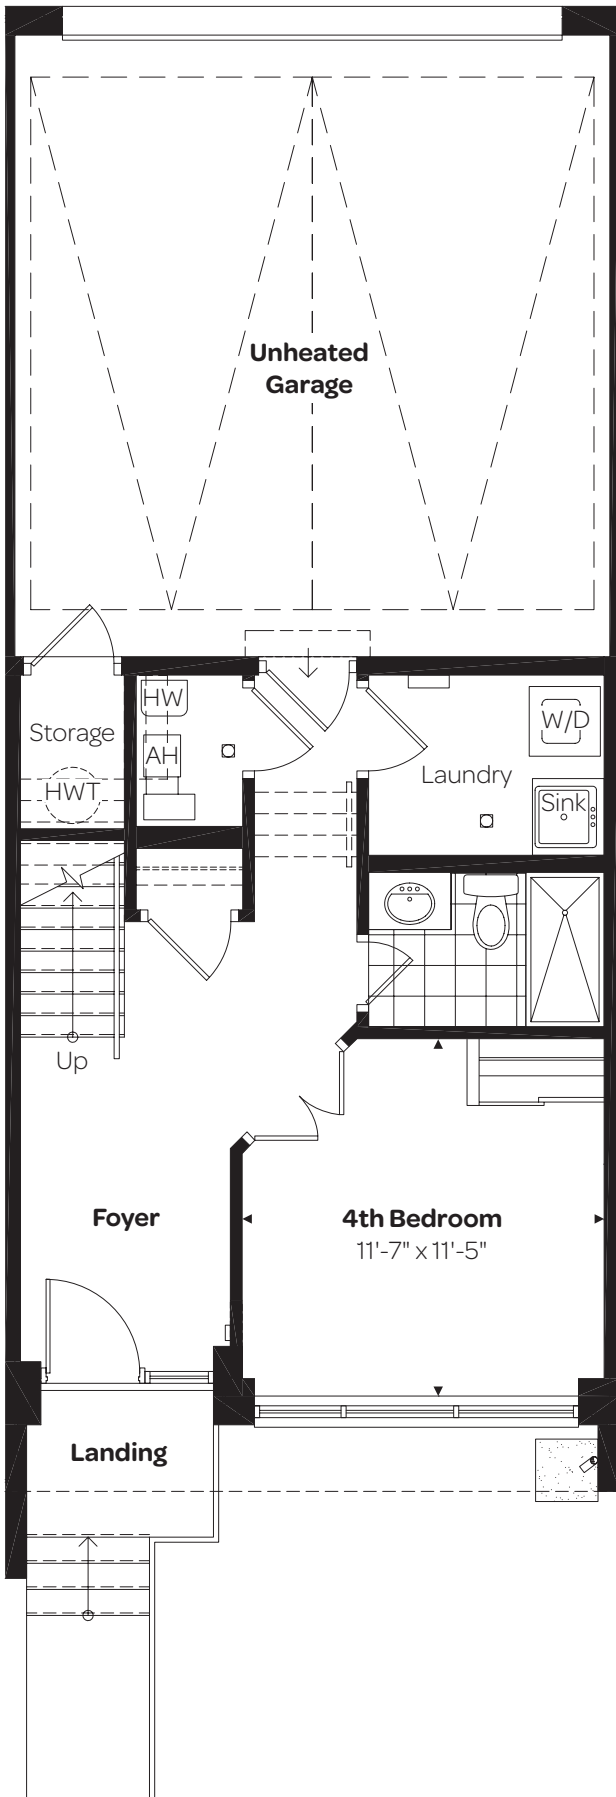 Unheated
Garage
HW
W/D
Storage
AH
Laundry
HWT
Sink
Up
Foyer
4th Bedroom
11'-7" x 11'-5"
Landing